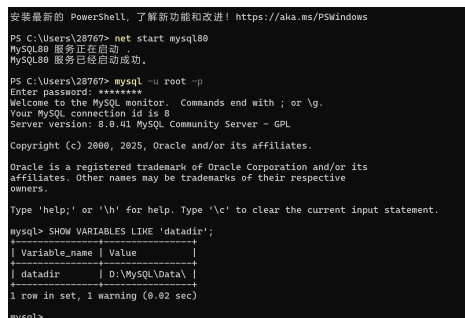 安装最新的 PowerShell，了解新功能和改进！https://aka.ms/PSWindows
PS C:\Users\28767> net start mysql80
MySQL80 服务正在启动 .
MySQL80 服务已经启动成功。
PS C:\Users\28767> mysql -u root -p
Enter password: ********
Welcome to the MySQL monitor.  Commands end with ; or \g.
Your MySQL connection id is 8
Server version: 8.0.41 MySQL Community Server - GPL
Copyright (c) 2000, 2025, Oracle and/or its affiliates.
Oracle is a registered trademark of Oracle Corporation and/or its
affiliates. Other names may be trademarks of their respective
owners.
Type 'help;' or '\h' for help. Type '\c' to clear the current input statement.
mysql> SHOW VARIABLES LIKE 'datadir';
+---------------+----------------+
| Variable_name | Value          |
+---------------+----------------+
| datadir       | D:\MySQL\Data\ |
+---------------+----------------+
1 row in set, 1 warning (0.02 sec)
mysql>